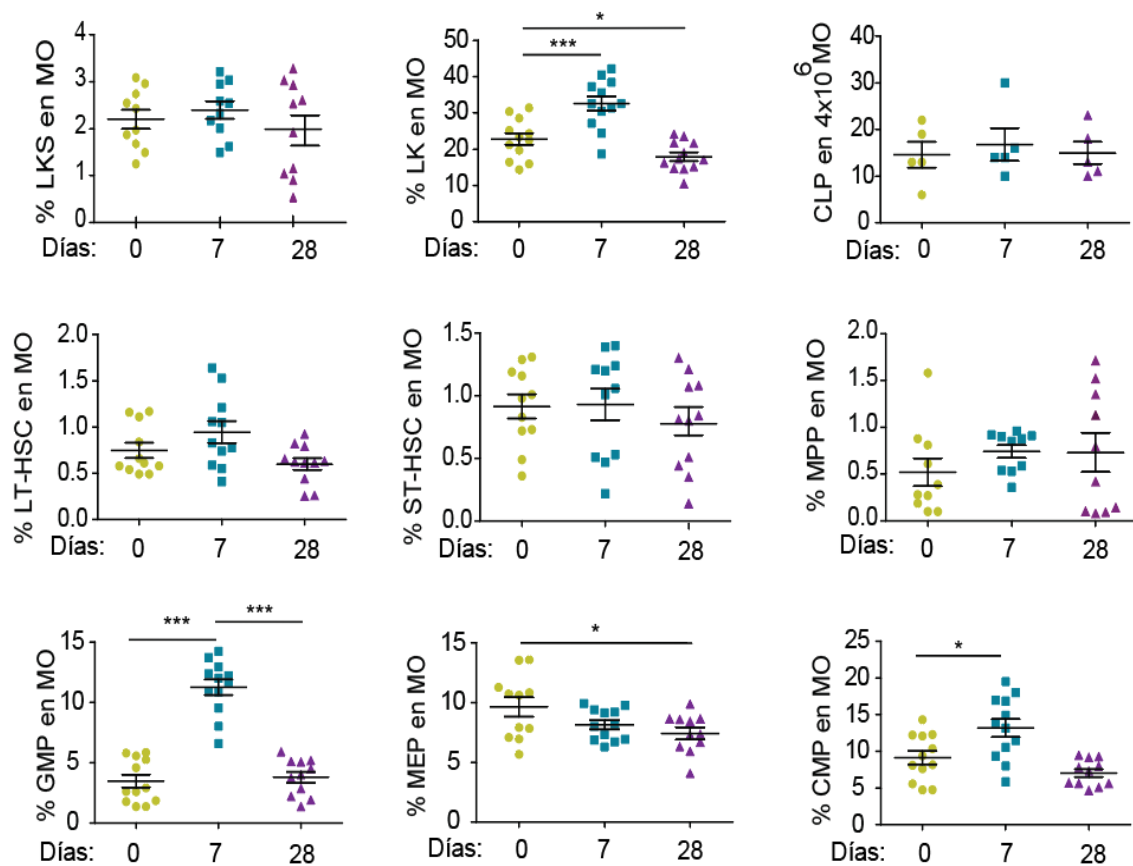 % LKS en MO
4
3
2
1
0
Días: 0 7 28
% LK en MO
*
***
50
40
30
20
10
0
Días: 0 7 28
CLP en 4x10⁶ MO
40
30
20
10
0
Días: 0 7 28
% LT-HSC en MO
2.0
1.5
1.0
0.5
0.0
Días: 0 7 28
% ST-HSC en MO
1.5
1.0
0.5
0.0
Días: 0 7 28
% MPP en MO
2.0
1.5
1.0
0.5
0.0
Días: 0 7 28
% GMP en MO
*** ***
15
10
5
0
Días: 0 7 28
% MEP en MO
*
15
10
5
0
Días: 0 7 28
% CMP en MO
*
25
20
15
10
5
0
Días: 0 7 28